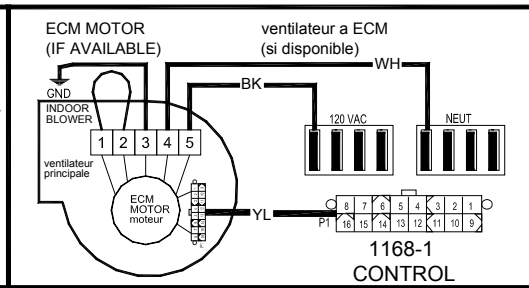 ECM MOTOR
(IF AVAILABLE)
ventilateur a ECM
(si disponible)
WH
GND
BK
INDOOR
BLOWER
120 VAC
NEUT
1 2 3 4 5
ventilateur
principale
ECM
MOTOR
moteur
YL
8 7 6 5 4 3 2 1
P1
16 15 14 13 12 11 10 9
1168-1
CONTROL